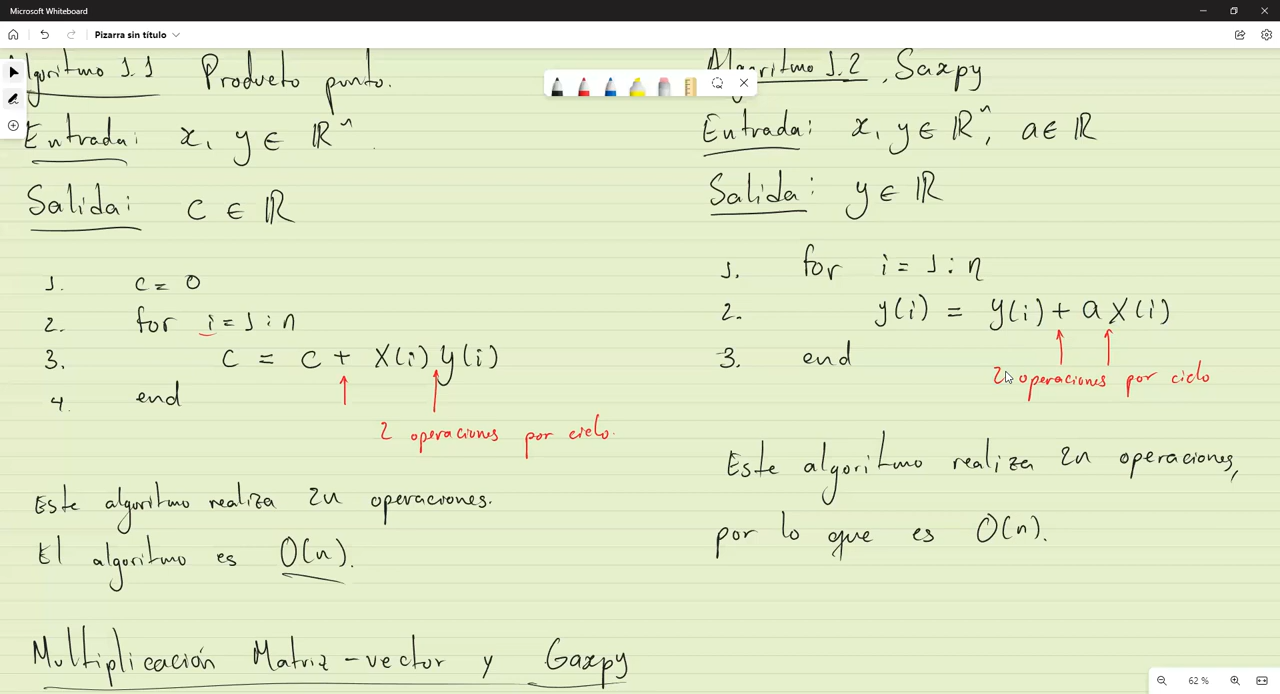 Microsoft Whiteboard
Pizarra sin título
Algoritmo 1.1 Producto punto.
Entrada: x, y ∈ ℝⁿ
Salida: c ∈ ℝ
1. c = 0
2. for i = 1 : n
3. c = c + x(i) y(i)
4. end
2 operaciones por ciclo.
Este algoritmo realiza 2n operaciones.
El algoritmo es O(n).
Algoritmo 1.2, Saxpy
Entrada: x, y ∈ ℝⁿ, a ∈ ℝ
Salida: y ∈ ℝ
1. for i = 1 : n
2. y(i) = y(i) + a x(i)
3. end
2 operaciones por ciclo
Este algoritmo realiza 2n operaciones,
por lo que es O(n).
Multiplicación Matriz-vector y Gaxpy
62 %